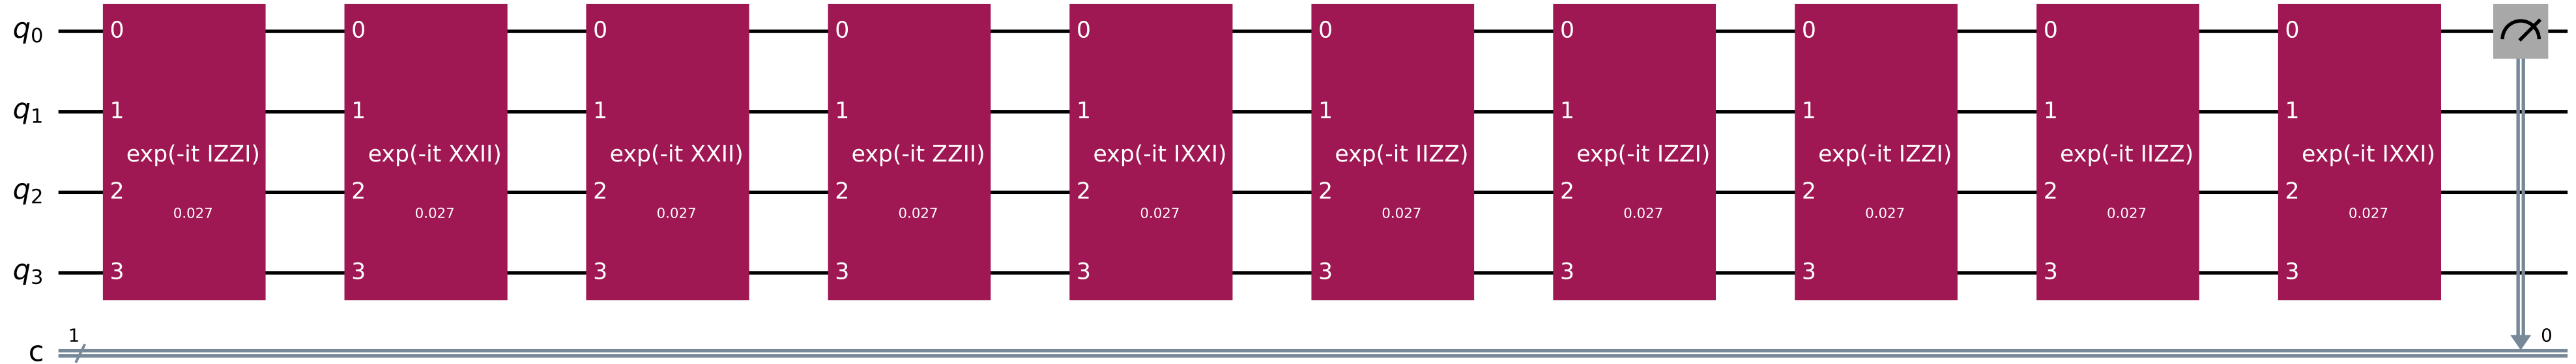 q0 0 0 0 0 0 0 0 0 0 0
q1 1 1 1 1 1 1 1 1 1 1
exp(-it IZZI) exp(-it XXII) exp(-it XXII) exp(-it ZZII) exp(-it IXXI) exp(-it IIZZ) exp(-it IZZI) exp(-it IZZI) exp(-it IIZZ) exp(-it IXXI)
q2 2 2 2 2 2 2 2 2 2 2
0.027 0.027 0.027 0.027 0.027 0.027 0.027 0.027 0.027 0.027
q3 3 3 3 3 3 3 3 3 3 3
1 0
c